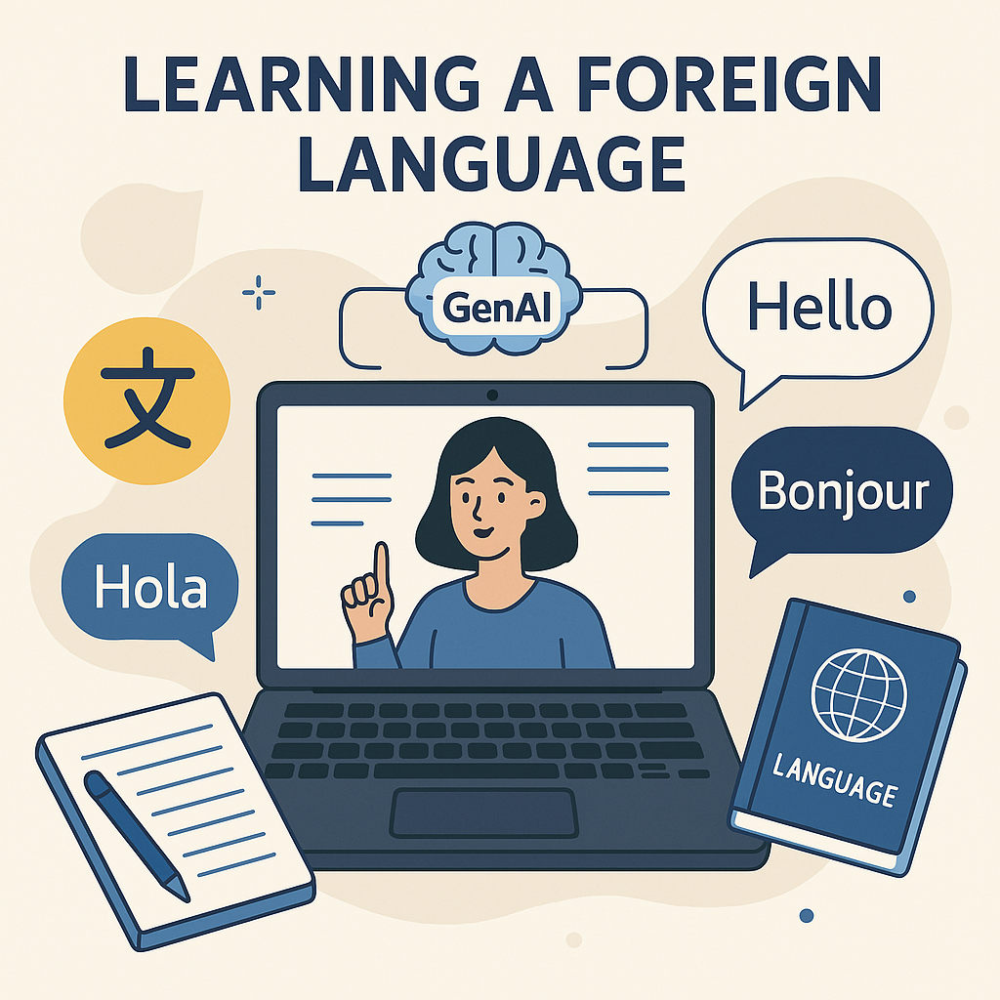 LEARNING A FOREIGN
LANGUAGE
GenAI
Hello
文
Bonjour
Hola
LANGUAGE